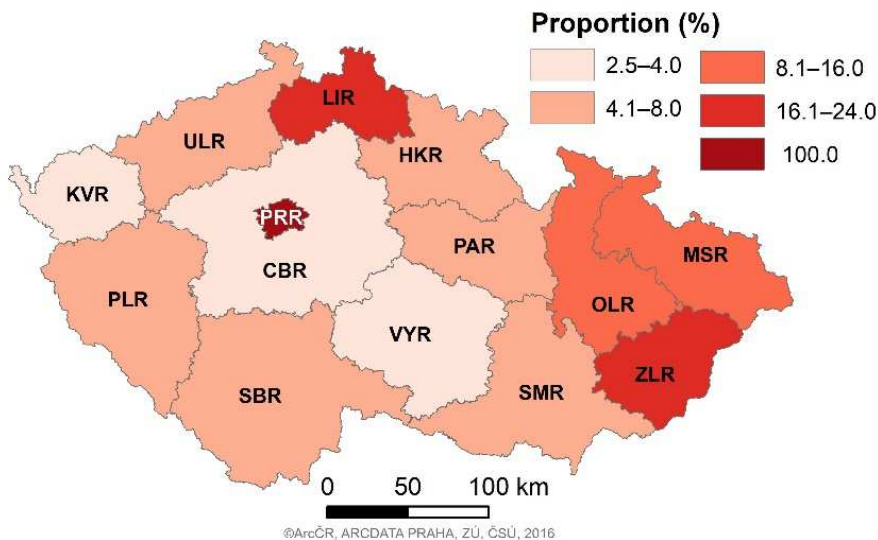 Proportion (%)
2.5–4.0
8.1–16.0
4.1–8.0
16.1–24.0
100.0
LIR
ULR
HKR
KVR
PRR
PAR
MSR
CBR
PLR
OLR
VYR
ZLR
SBR
SMR
0 50 100 km
©ArcČR, ARCDATA PRAHA, ZÚ, ČSÚ, 2016